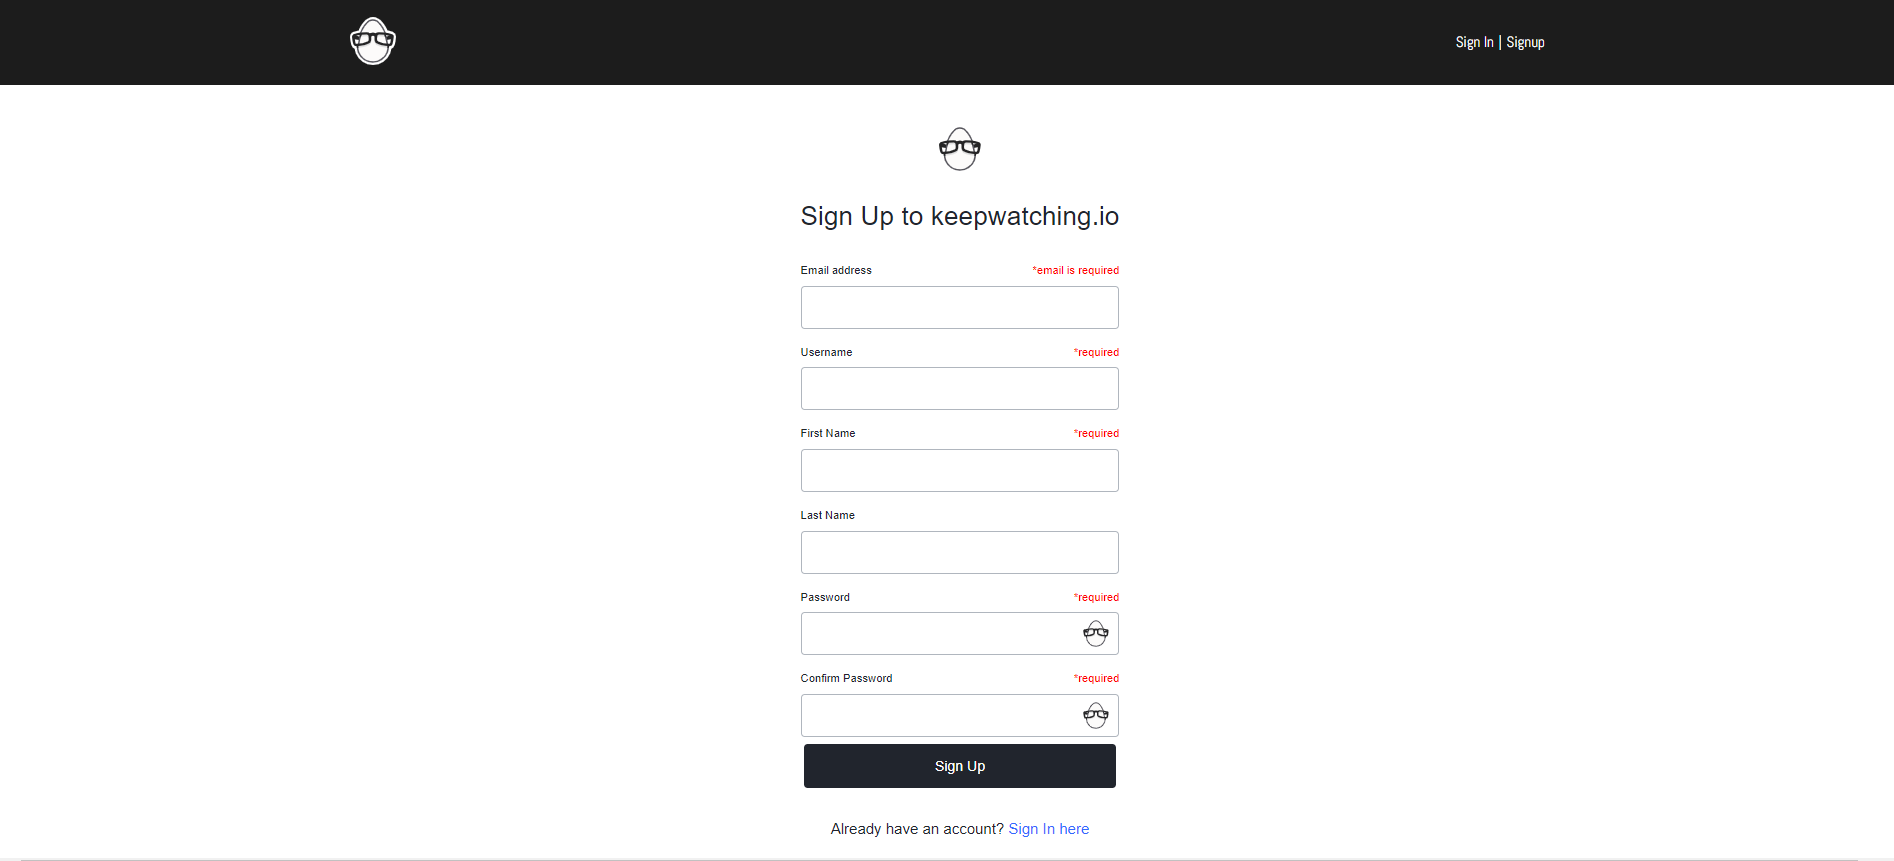 Sign In | Signup
Sign Up to keepwatching.io
Email address *email is required
Username *required
First Name *required
Last Name
Password *required
Confirm Password *required
Sign Up
Already have an account? Sign In here